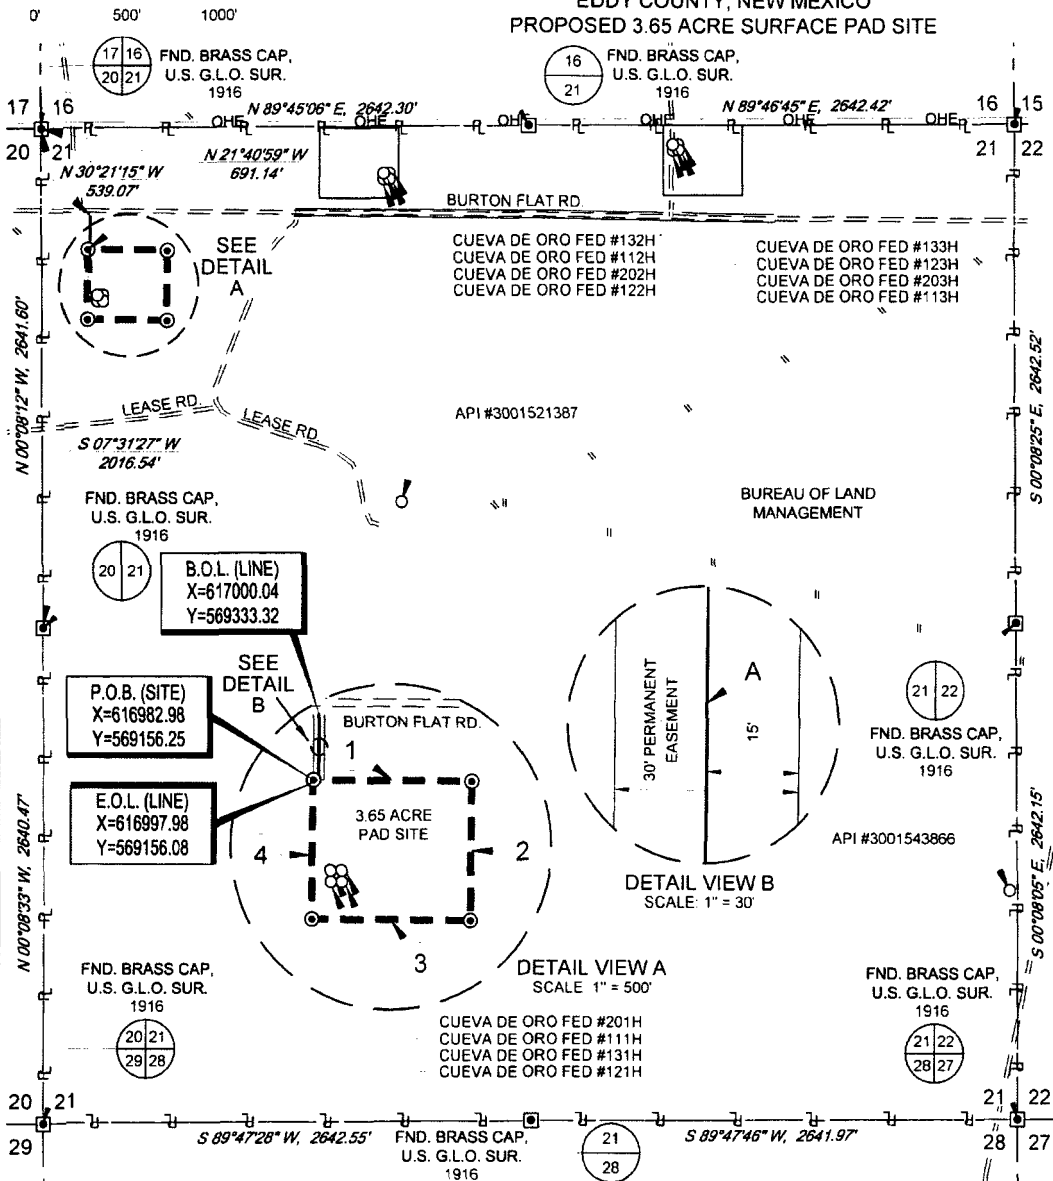 EDDY COUNTY, NEW MEXICO
0' 500' 1000'
PROPOSED 3.65 ACRE SURFACE PAD SITE
17 16
20 21
FND. BRASS CAP,
U.S. G.L.O. SUR.
1916
16
21
FND. BRASS CAP,
U.S. G.L.O. SUR.
1916
17 16
N 89°45'06" E, 2642.30'
N 89°46'45" E, 2642.42'
16 15
OHE OHE OHE OHE OHE OHE
20 21
21 22
N 21°40'59" W
691.14'
N 30°21'15" W
539.07'
BURTON FLAT RD.
SEE
DETAIL
A
CUEVA DE ORO FED #132H
CUEVA DE ORO FED #112H
CUEVA DE ORO FED #202H
CUEVA DE ORO FED #122H
CUEVA DE ORO FED #133H
CUEVA DE ORO FED #123H
CUEVA DE ORO FED #203H
CUEVA DE ORO FED #113H
N 00°08'12" W, 2641.60'
S 00°08'25" E, 2642.52'
LEASE RD.
LEASE RD.
API #3001521387
S 07°31'27" W
2016.54'
FND. BRASS CAP,
U.S. G.L.O. SUR.
1916
20 21
BUREAU OF LAND
MANAGEMENT
B.O.L. (LINE)
X=617000.04
Y=569333.32
SEE
DETAIL
B
P.O.B. (SITE)
X=616982.98
Y=569156.25
BURTON FLAT RD.
1
30' PERMANENT
EASEMENT
A
15'
21 22
FND. BRASS CAP,
U.S. G.L.O. SUR.
1916
E.O.L. (LINE)
X=616997.98
Y=569156.08
3.65 ACRE
PAD SITE
4
2
3
API #3001543866
DETAIL VIEW B
SCALE: 1" = 30'
N 00°08'33" W, 2640.47'
S 00°08'05" E, 2642.15'
DETAIL VIEW A
SCALE 1" = 500'
FND. BRASS CAP,
U.S. G.L.O. SUR.
1916
20 21
29 28
FND. BRASS CAP,
U.S. G.L.O. SUR.
1916
21 22
28 27
CUEVA DE ORO FED #201H
CUEVA DE ORO FED #111H
CUEVA DE ORO FED #131H
CUEVA DE ORO FED #121H
20 21
21 22
29
28 27
S 89°47'28" W, 2642.55'
S 89°47'46" W, 2641.97'
FND. BRASS CAP,
U.S. G.L.O. SUR.
1916
21
28